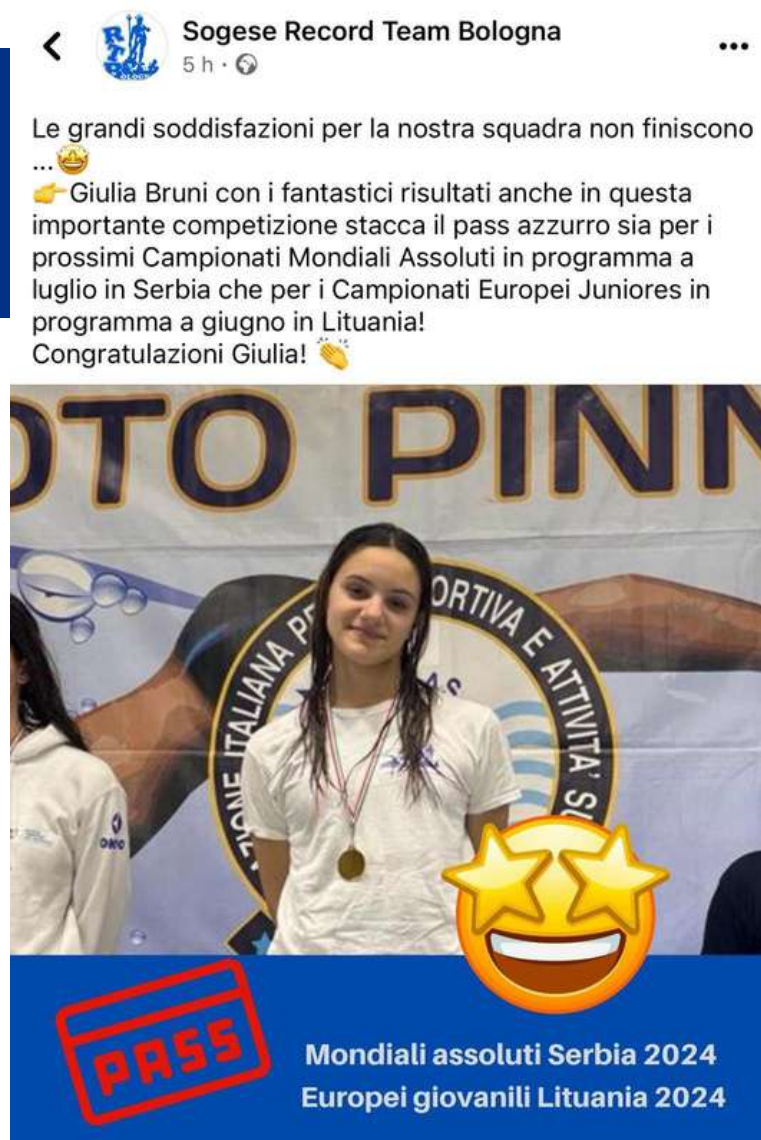 Sogese Record Team Bologna
5 h ·
Le grandi soddisfazioni per la nostra squadra non finiscono
...🤩
👉Giulia Bruni con i fantastici risultati anche in questa
importante competizione stacca il pass azzurro sia per i
prossimi Campionati Mondiali Assoluti in programma a
luglio in Serbia che per i Campionati Europei Juniores in
programma a giugno in Lituania!
Congratulazioni Giulia! 👏
OTO PINN
ZIONE ITALIANA P ORTIVA E ATTIVITA' SU
PASS
Mondiali assoluti Serbia 2024
Europei giovanili Lituania 2024